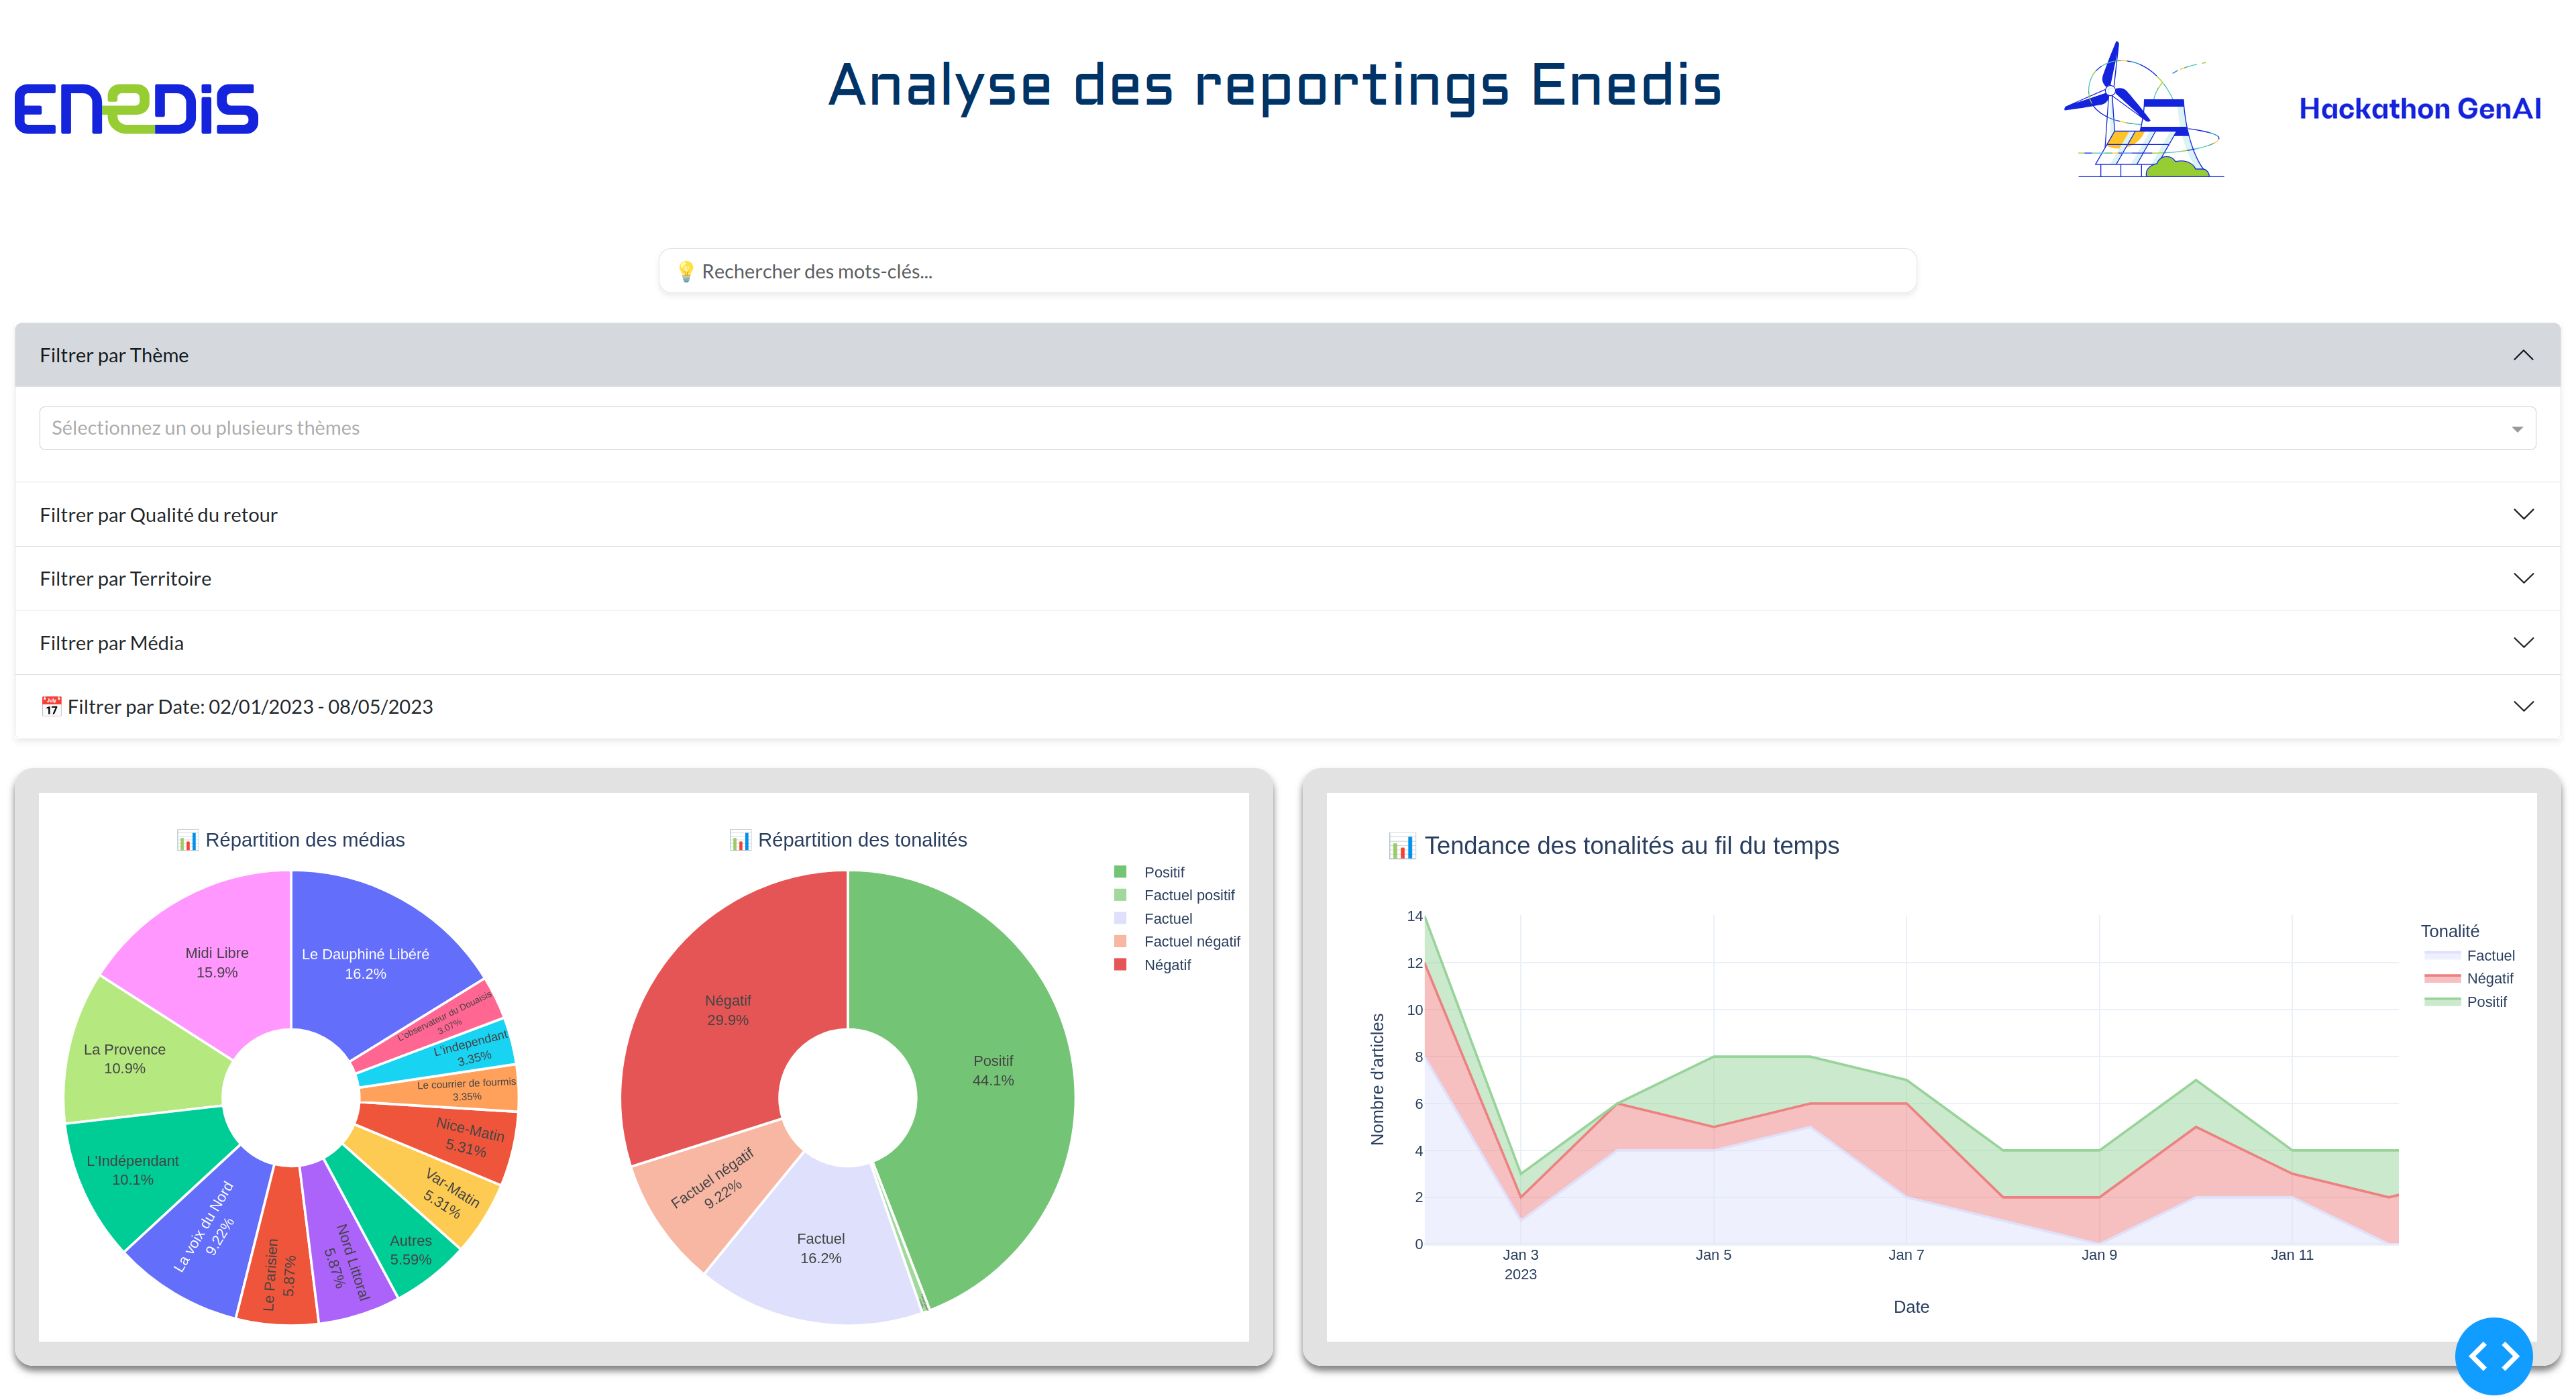 ENEDIS
Analyse des reportings Enedis
Hackathon GenAI
💡 Rechercher des mots-clés...
Filtrer par Thème
Sélectionnez un ou plusieurs thèmes
Filtrer par Qualité du retour
Filtrer par Territoire
Filtrer par Média
📅 Filtrer par Date: 02/01/2023 - 08/05/2023
📊 Répartition des médias
Le Dauphiné Libéré
16.2%
L'observateur du Douaisis
3.07%
L'independant
3.35%
Le courrier de fourmis
3.35%
Nice-Matin
5.31%
Var-Matin
5.31%
Autres
5.59%
Nord Littoral
5.87%
Le Parisien
5.87%
La voix du Nord
9.22%
L'Indépendant
10.1%
La Provence
10.9%
Midi Libre
15.9%
📊 Répartition des tonalités
Positif
44.1%
Factuel
16.2%
Factuel négatif
9.22%
Négatif
29.9%
Positif
Factuel positif
Factuel
Factuel négatif
Négatif
📊 Tendance des tonalités au fil du temps
Nombre d'articles
14
12
10
8
6
4
2
0
Jan 3
2023
Jan 5
Jan 7
Jan 9
Jan 11
Date
Tonalité
Factuel
Négatif
Positif